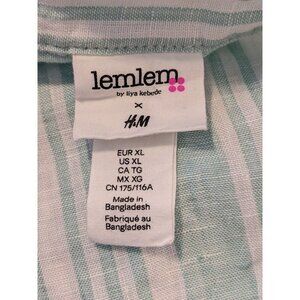 lemlem
by liya kebede
×
H&M
EUR XL
US XL
CA TG
MX XG
CN 175/116A
Made in
Bangladesh
Fabriqué au
Bangladesh